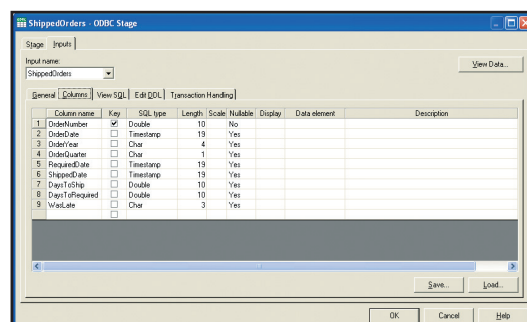 ShippedOrders - ODBC Stage
Stage Inputs
Input name:
ShippedOrders
View Data...
General Columns View SQL Edit DDL Transaction Handling
Column name Key SQL type Length Scale Nullable Display Data element Description
1 OrderNumber Double 10 No
2 OrderDate Timestamp 19 Yes
3 OrderYear Char 4 Yes
4 OrderQuarter Char 1 Yes
5 RequiredDate Timestamp 19 Yes
6 ShippedDate Timestamp 19 Yes
7 DaysToShip Double 10 Yes
8 DaysToRequired Double 10 Yes
9 WasLate Char 3 Yes
Save... Load...
OK Cancel Help